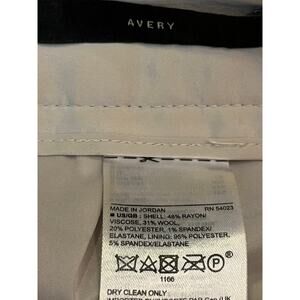 AVERY
MADE IN JORDAN RN 54023
US/GB: SHELL: 48% RAYON/
VISCOSE, 31% WOOL,
20% POLYESTER, 1% SPANDEX/
ELASTANE, LINING: 95% POLYESTER,
5% SPANDEX/ELASTANE
P
1166
DRY CLEAN ONLY